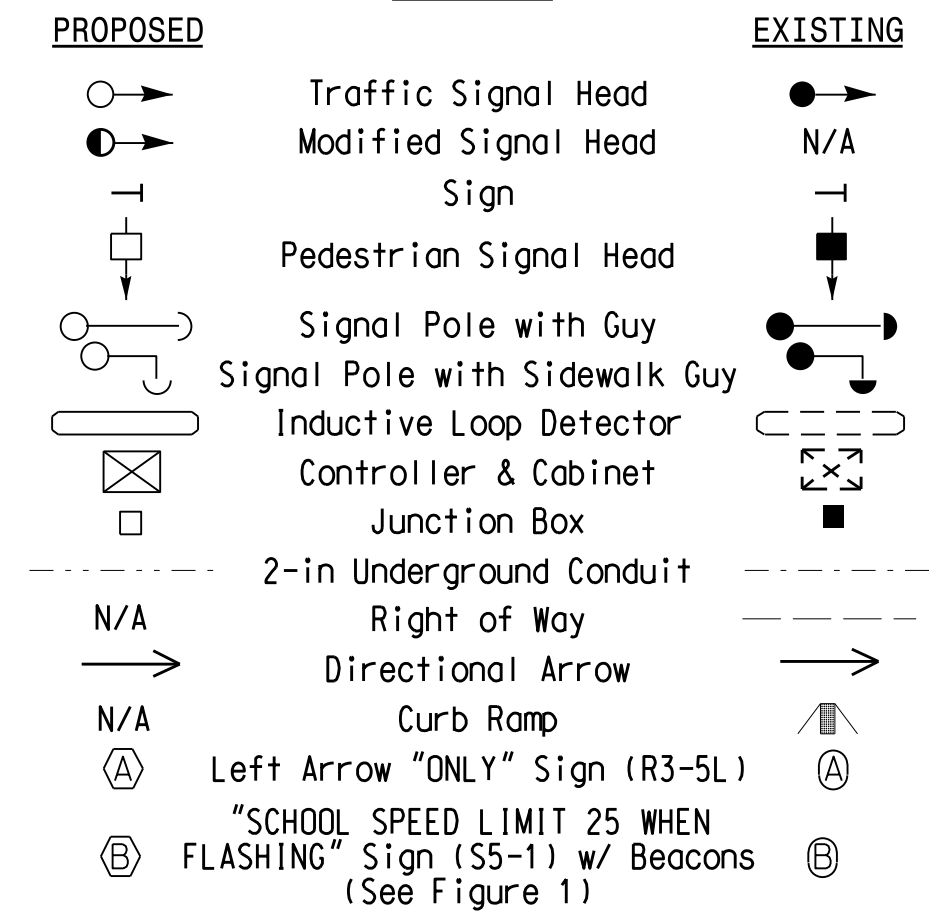 PROPOSED EXISTING
Traffic Signal Head
Modified Signal Head N/A
Sign
Pedestrian Signal Head
Signal Pole with Guy
Signal Pole with Sidewalk Guy
Inductive Loop Detector
Controller & Cabinet
Junction Box
2-in Underground Conduit
N/A Right of Way
Directional Arrow
N/A Curb Ramp
A Left Arrow "ONLY" Sign (R3-5L) A
"SCHOOL SPEED LIMIT 25 WHEN
B FLASHING" Sign (S5-1) w/ Beacons B
(See Figure 1)